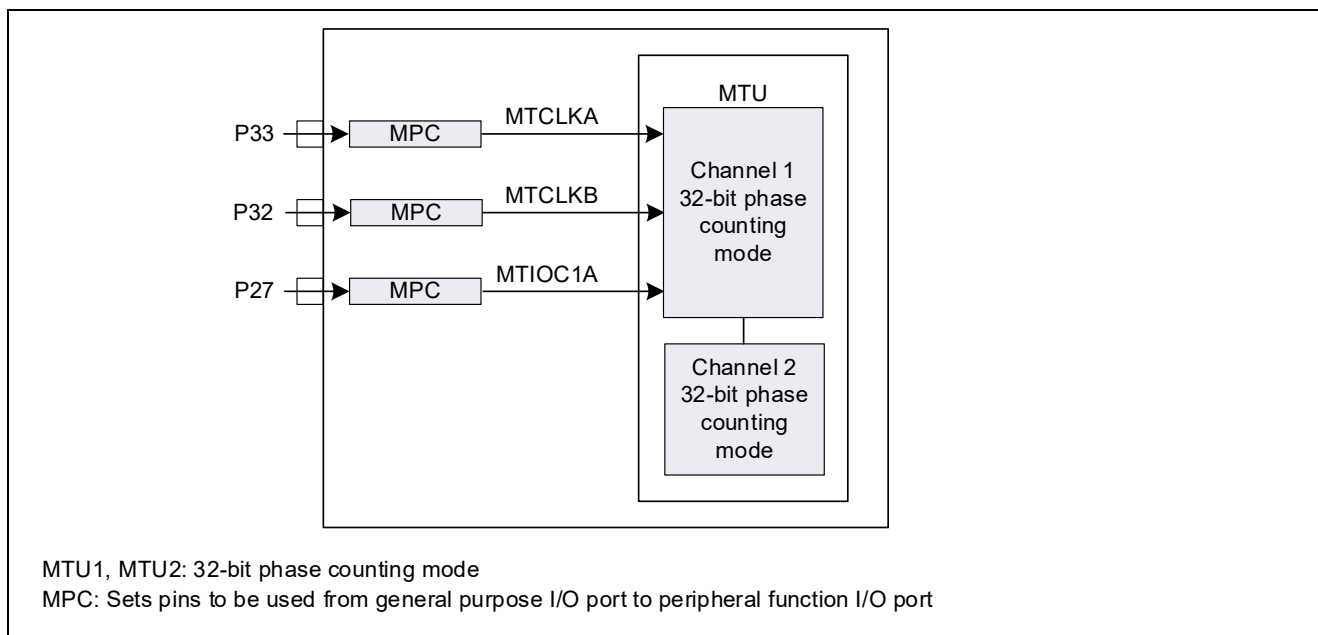 MTU
P33
MPC
MTCLKA
P32
MPC
MTCLKB
P27
MPC
MTIOC1A
Channel 1
32-bit phase
counting
mode
Channel 2
32-bit phase
counting
mode
MTU1, MTU2: 32-bit phase counting mode
MPC: Sets pins to be used from general purpose I/O port to peripheral function I/O port